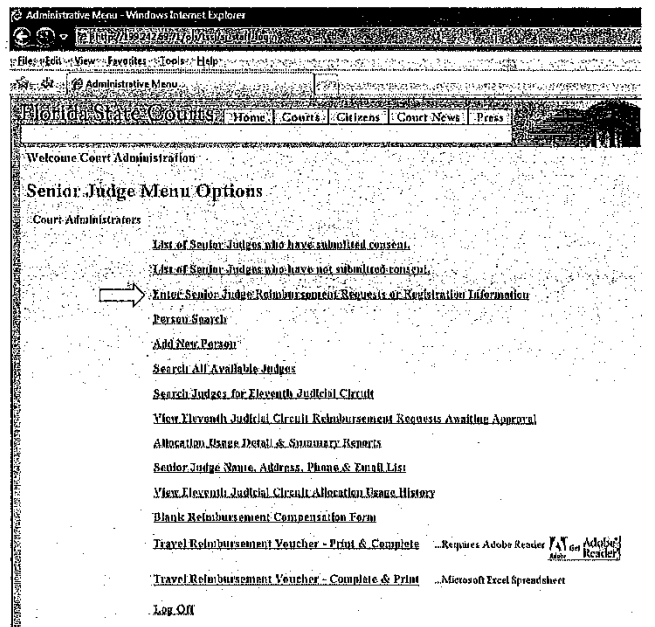 Administrative Menu - Windows Internet Explorer
File Edit View Favorites Tools Help
Administrative Menu
Florida State Courts Home Courts Citizens Court News Press
Welcome Court Administration
Senior Judge Menu Options
Court Administrators
List of Senior Judges who have submitted consent.
List of Senior Judges who have not submitted consent.
Enter Senior Judge Reimbursement Requests or Registration Information
Person Search
Add New Person
Search All Available Judges
Search Judges for Eleventh Judicial Circuit
View Eleventh Judicial Circuit Reimbursement Requests Awaiting Approval
Allocation Usage Detail & Summary Reports
Senior Judge Name, Address, Phone & Email List
View Eleventh Judicial Circuit Allocation Usage History
Blank Reimbursement Compensation Form
Travel Reimbursement Voucher - Print & Complete ...Requires Adobe Reader Adobe Get Adobe Reader
Travel Reimbursement Voucher - Complete & Print ...Microsoft Excel Spreadsheet
Log Off